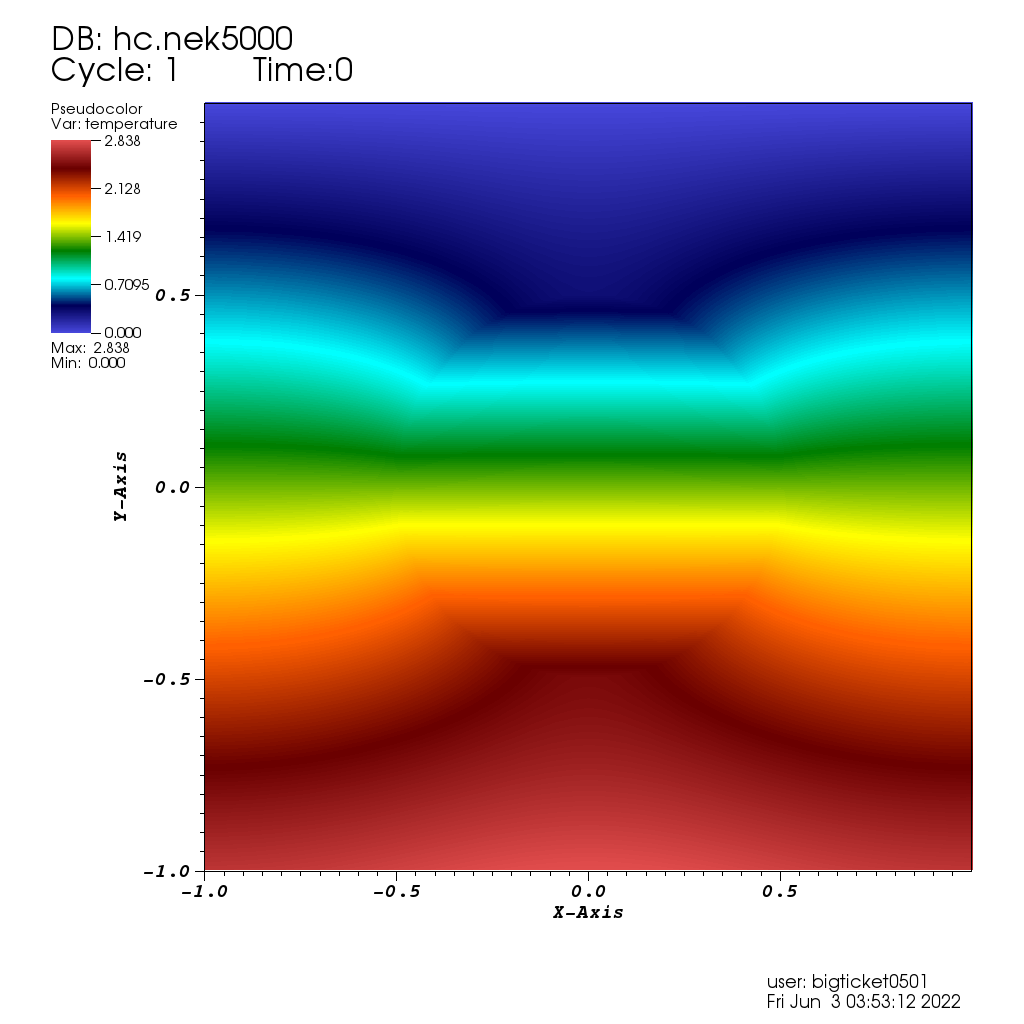 DB: hc.nek5000
Cycle: 1 Time:0
Pseudocolor
Var: temperature
2.838
2.128
1.419
0.7095
0.000
Max: 2.838
Min: 0.000
0.5
0.0
-0.5
-1.0
Y-Axis
-1.0 -0.5 0.0 0.5
X-Axis
user: bigticket0501
Fri Jun 3 03:53:12 2022